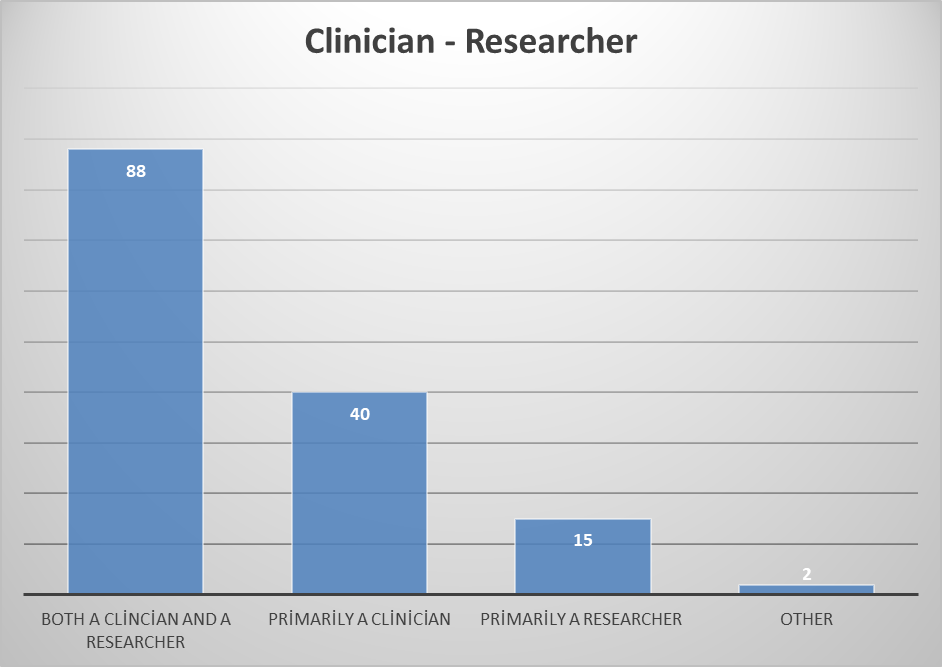 Clinician - Researcher
88
40
15
2
BOTH A CLİNCİAN AND A
RESEARCHER
PRİMARİLY A CLİNİCİAN
PRİMARİLY A RESEARCHER
OTHER